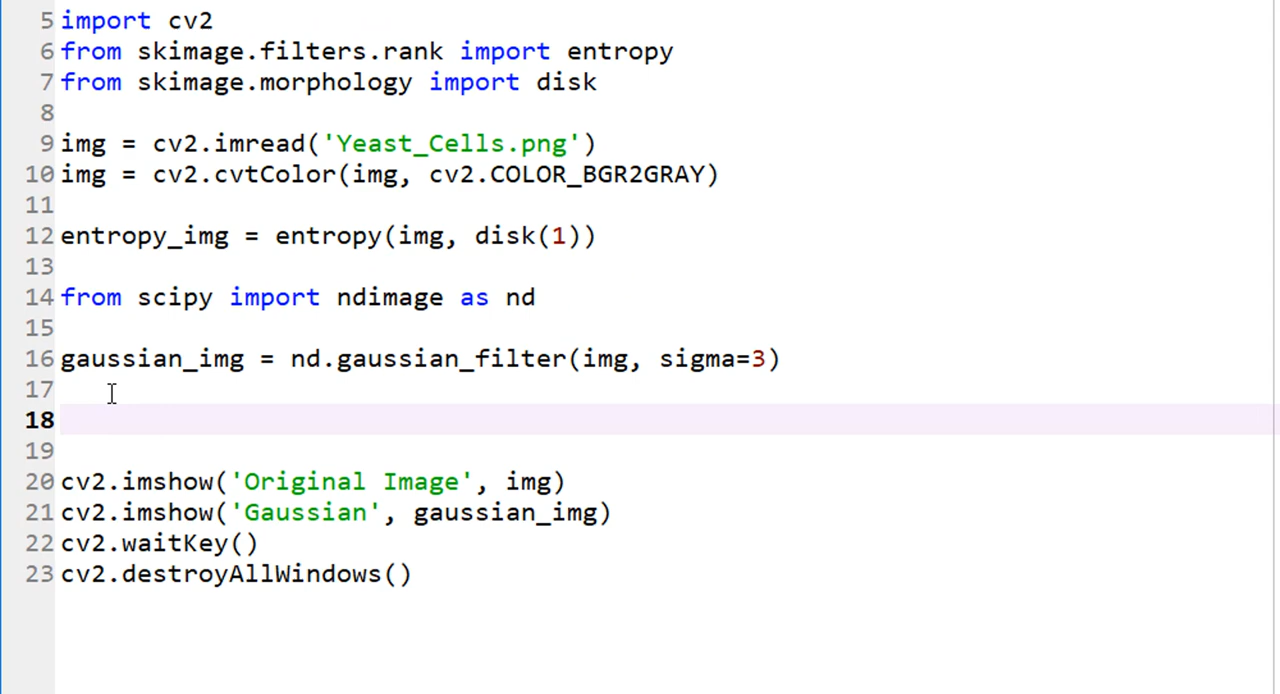 5 import cv2
6 from skimage.filters.rank import entropy
7 from skimage.morphology import disk
8
9 img = cv2.imread('Yeast_Cells.png')
10 img = cv2.cvtColor(img, cv2.COLOR_BGR2GRAY)
11
12 entropy_img = entropy(img, disk(1))
13
14 from scipy import ndimage as nd
15
16 gaussian_img = nd.gaussian_filter(img, sigma=3)
17
18
19
20 cv2.imshow('Original Image', img)
21 cv2.imshow('Gaussian', gaussian_img)
22 cv2.waitKey()
23 cv2.destroyAllWindows()